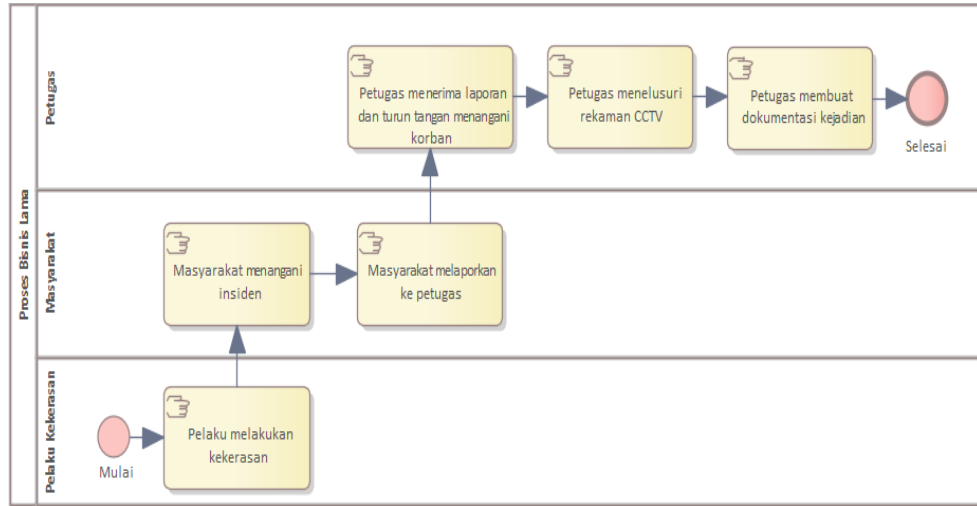 Proses Bisnis Lama
Petugas
Petugas menerima laporan
dan turun tangan menangani
korban
Petugas menelusuri
rekaman CCTV
Petugas membuat
dokumentasi kejadian
Selesai
Masyarakat
Masyarakat menangani
insiden
Masyarakat melaporkan
ke petugas
Pelaku Kekerasan
Mulai
Pelaku melakukan
kekerasan